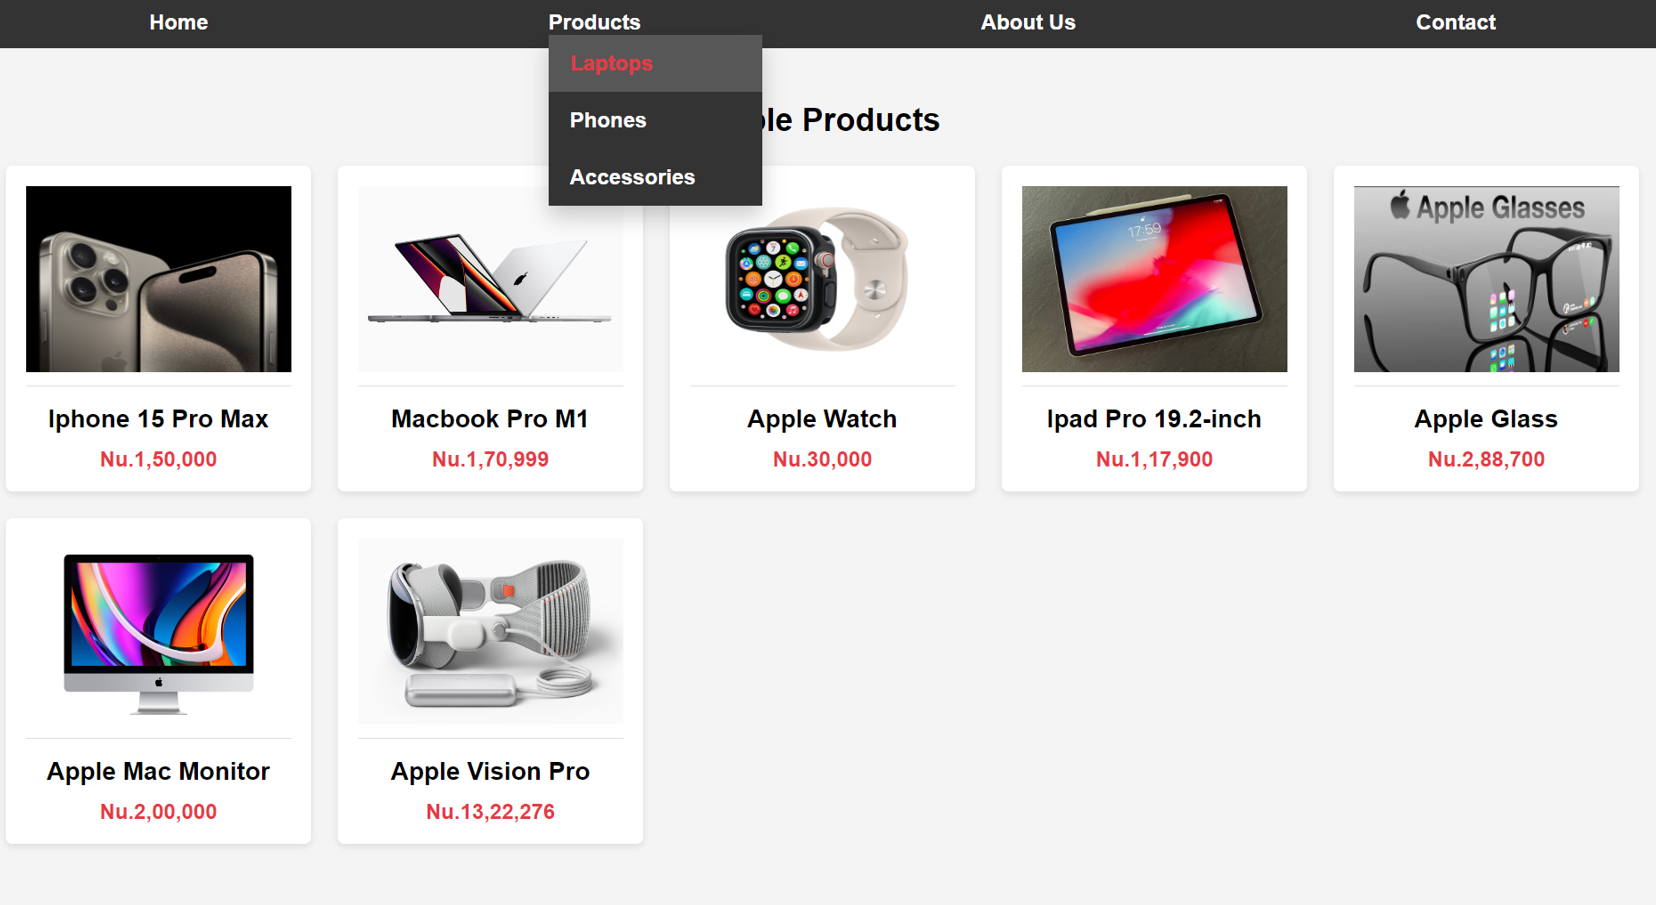 Home Products About Us Contact
Laptops
Phones
Accessories
le Products
17:59
Apple Glasses
Iphone 15 Pro Max
Nu.1,50,000
Macbook Pro M1
Nu.1,70,999
Apple Watch
Nu.30,000
Ipad Pro 19.2-inch
Nu.1,17,900
Apple Glass
Nu.2,88,700
Apple Mac Monitor
Nu.2,00,000
Apple Vision Pro
Nu.13,22,276